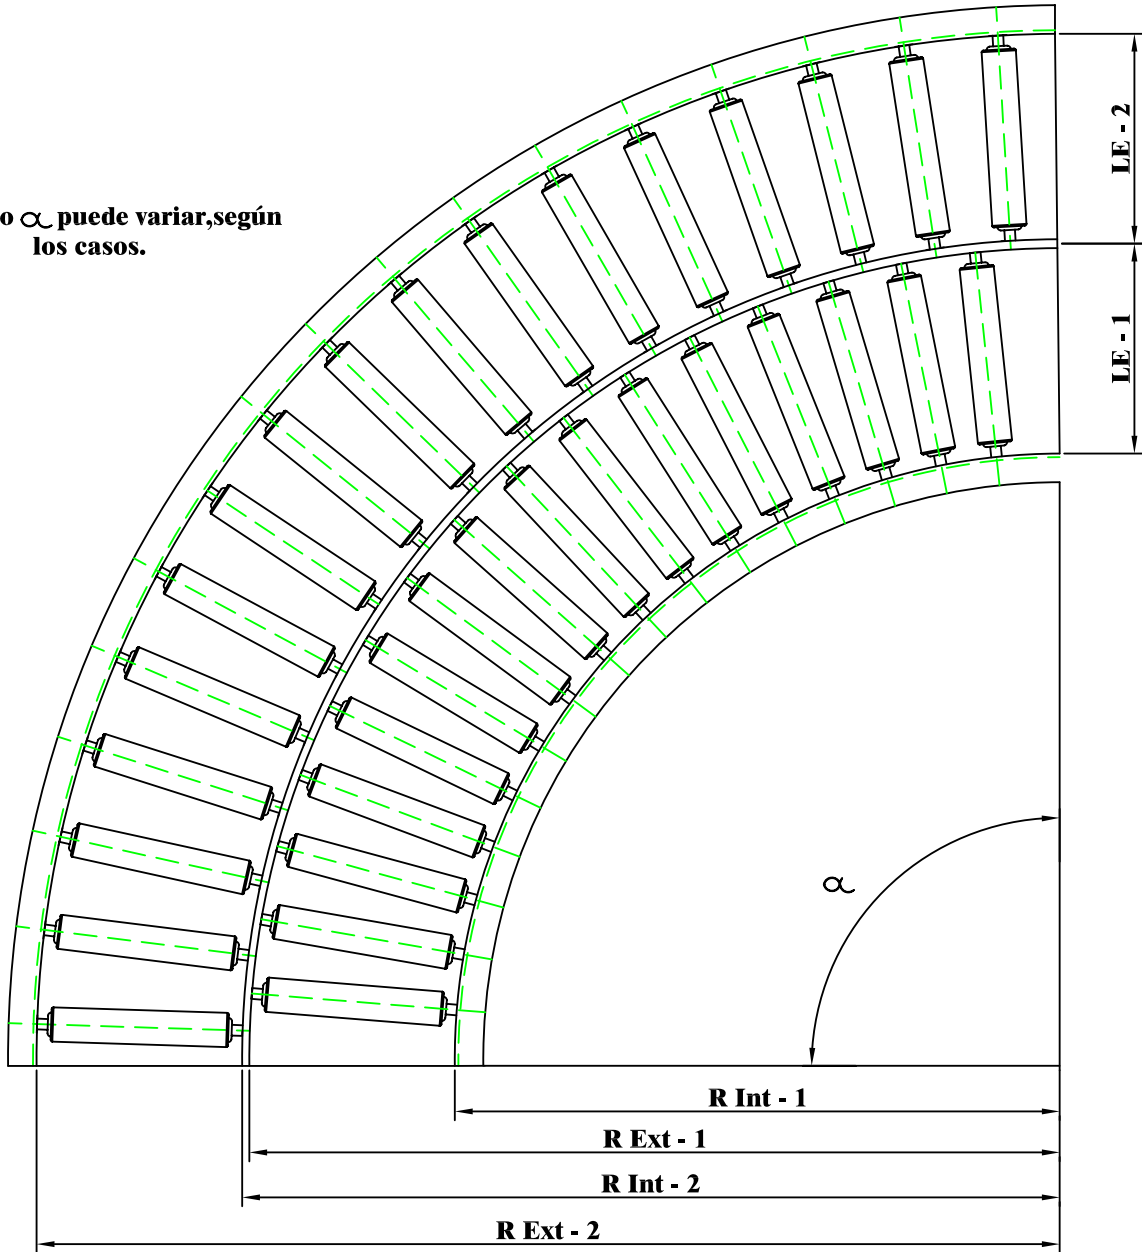 o ∝ puede variar,según
los casos.
LE - 2
LE - 1
∝
R Int - 1
R Ext - 1
R Int - 2
R Ext - 2